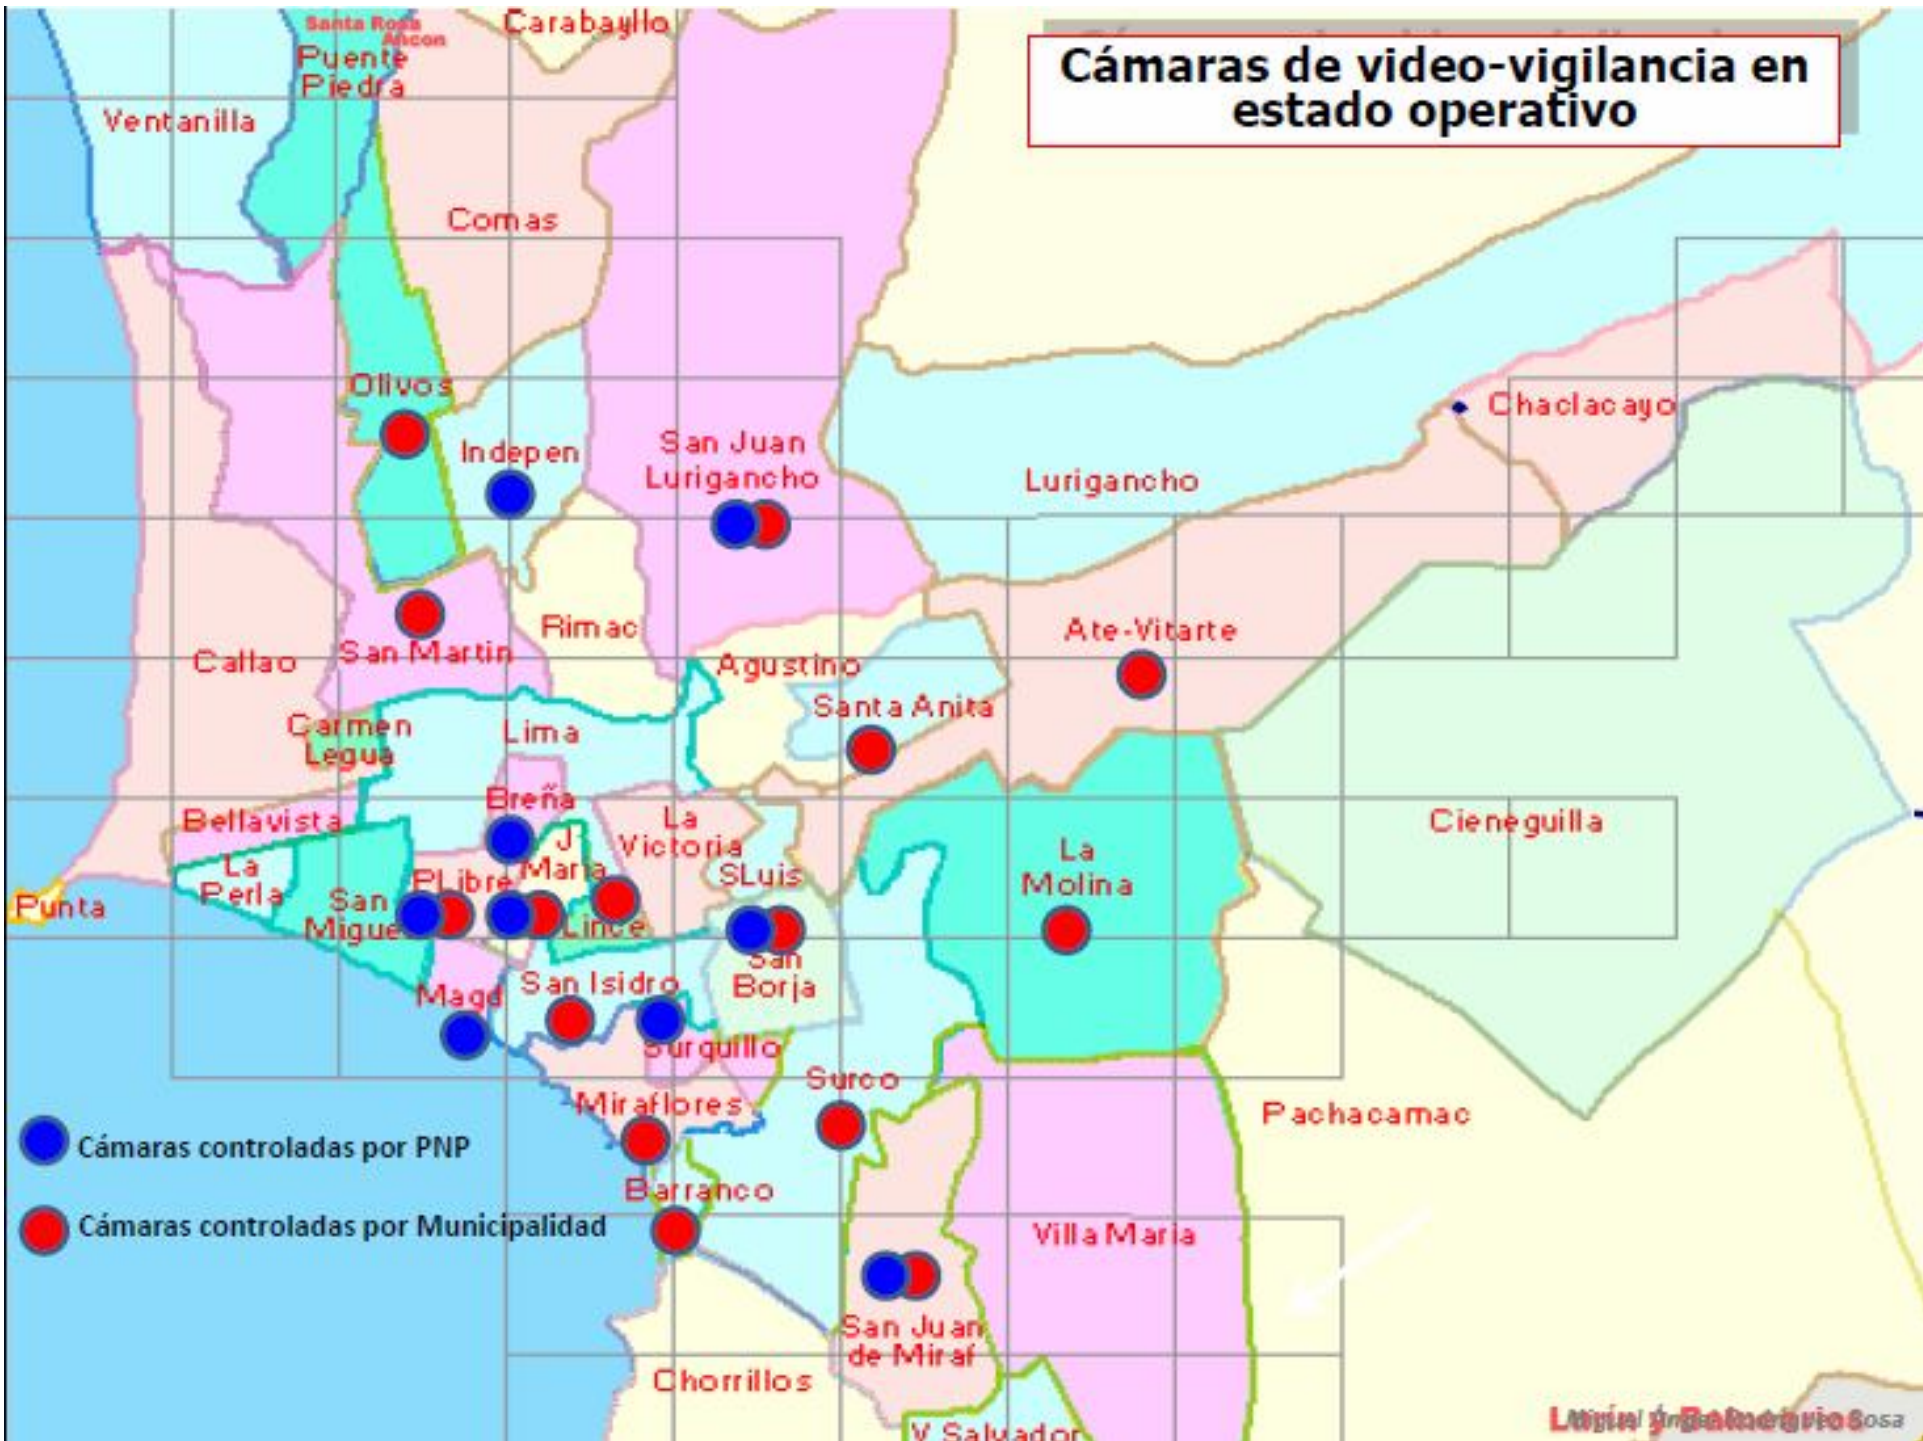 Cámaras de video-vigilancia en
estado operativo
Santa Rosa
Ancon
Carabayllo
Puente
Piedra
Ventanilla
Comas
Olivos
Indepen
San Juan
Lurigancho
Chaclacayo
Lurigancho
Rimac
Ate-Vitarte
San Martin
Callao
Agustino
Santa Anita
Carmen
Legua
Lima
Breña
Bellavista
La
Victoria
Cieneguilla
J
Maria
La
Perla
PLibre
SLuis
La
Molina
Punta
San
Migue
Lince
San
Borja
San Isidro
Magd
Surquillo
Surco
Miraflores
Pachacamac
Cámaras controladas por PNP
Barranco
Cámaras controladas por Municipalidad
Villa Maria
San Juan
de Miraf
Chorrillos
V Salvador
Lurín y Balnearios